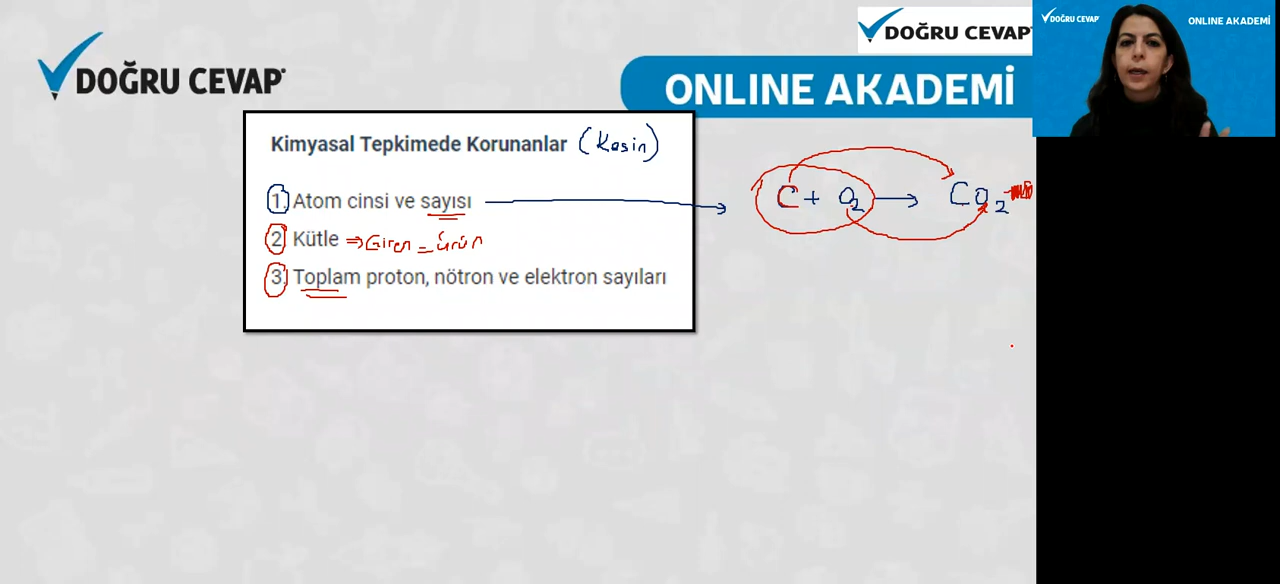 DOĞRU CEVAP
DOĞRU CEVAP
DOĞRU CEVAP
ONLINE AKADEMİ
ONLINE AKADEMİ
Kimyasal Tepkimede Korunanlar (Kesin)
1. Atom cinsi ve sayısı → C + O2 → CO2
2. Kütle ⇒ Giren = Ürün
3. Toplam proton, nötron ve elektron sayıları